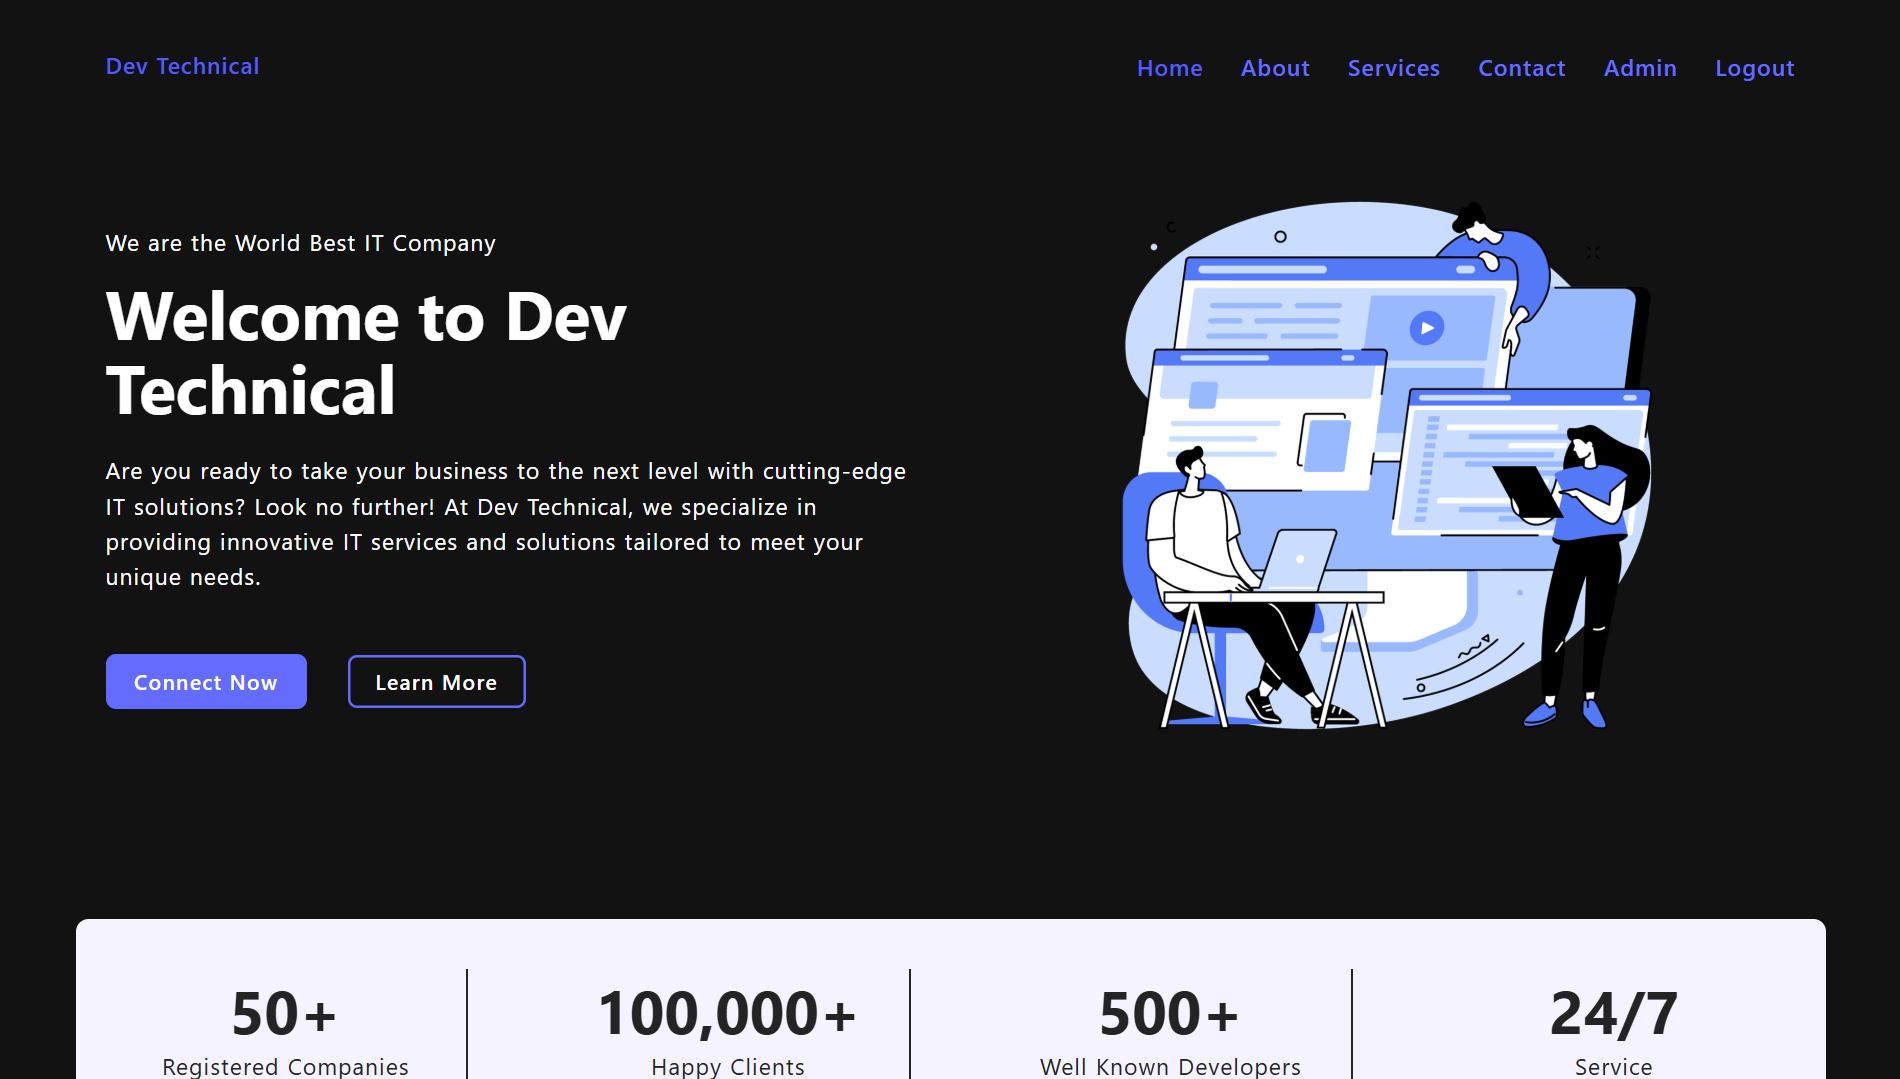 Dev Technical
Home About Services Contact Admin Logout
We are the World Best IT Company
Welcome to Dev
Technical
Are you ready to take your business to the next level with cutting-edge
IT solutions? Look no further! At Dev Technical, we specialize in
providing innovative IT services and solutions tailored to meet your
unique needs.
Connect Now
Learn More
50+
Registered Companies
100,000+
Happy Clients
500+
Well Known Developers
24/7
Service